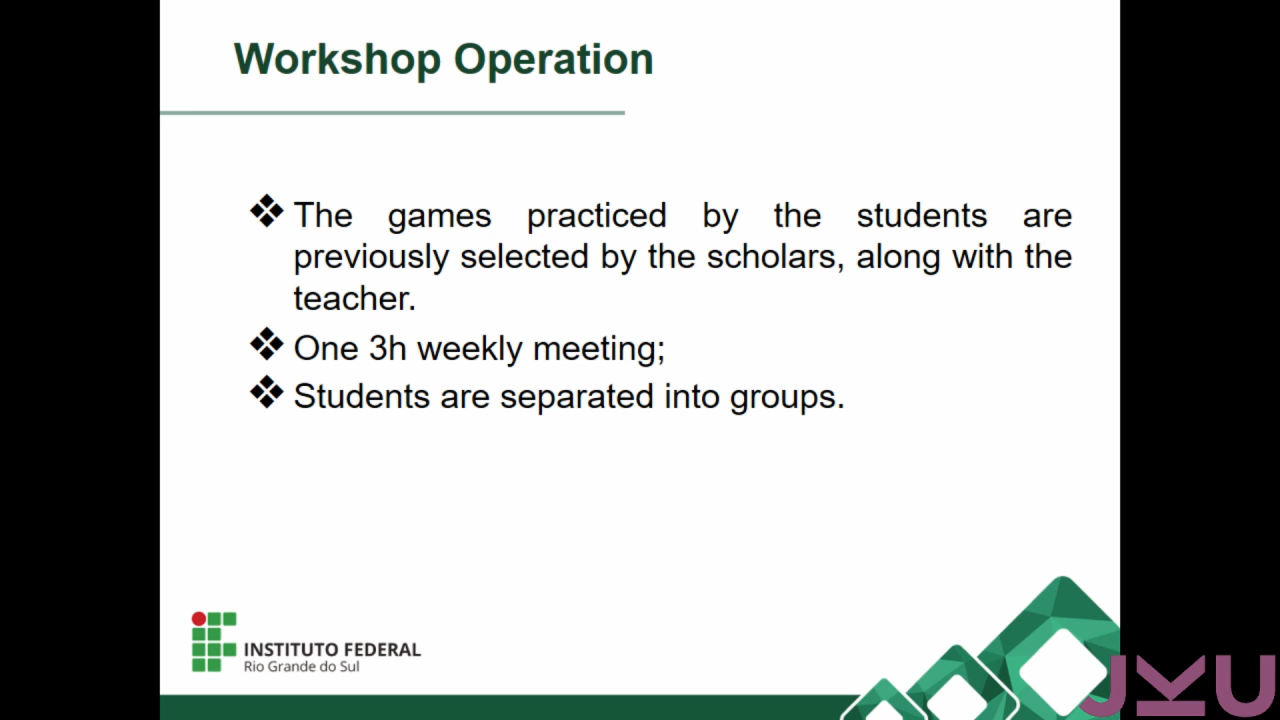 Workshop Operation
❖ The games practiced by the students are
previously selected by the scholars, along with the
teacher.
❖ One 3h weekly meeting;
❖ Students are separated into groups.
INSTITUTO FEDERAL
Rio Grande do Sul
JKU